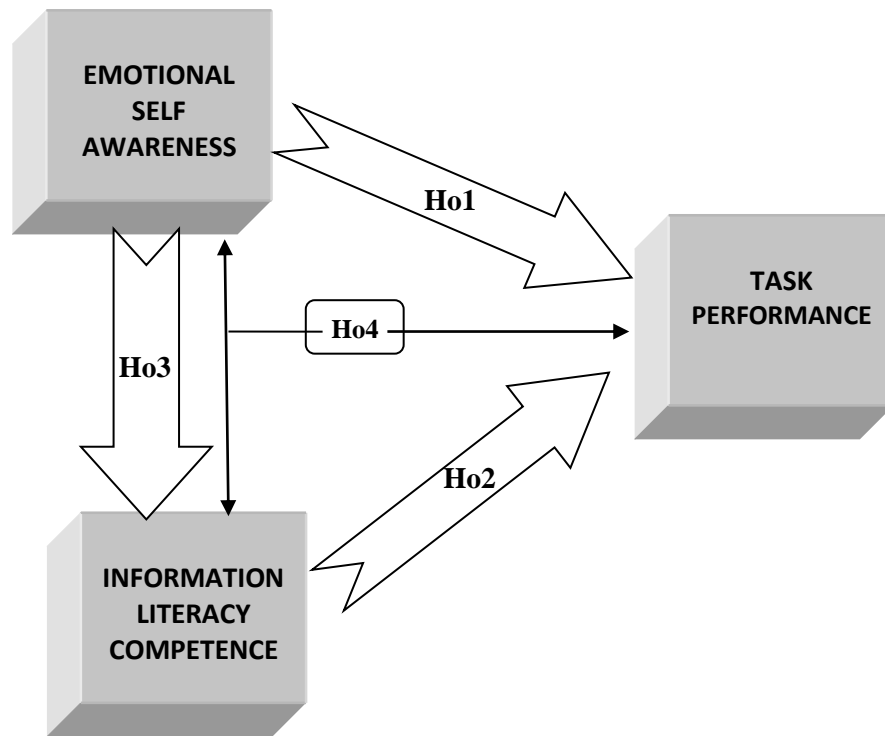 EMOTIONAL
SELF
AWARENESS
Ho1
TASK
PERFORMANCE
Ho4
Ho3
Ho2
INFORMATION
LITERACY
COMPETENCE